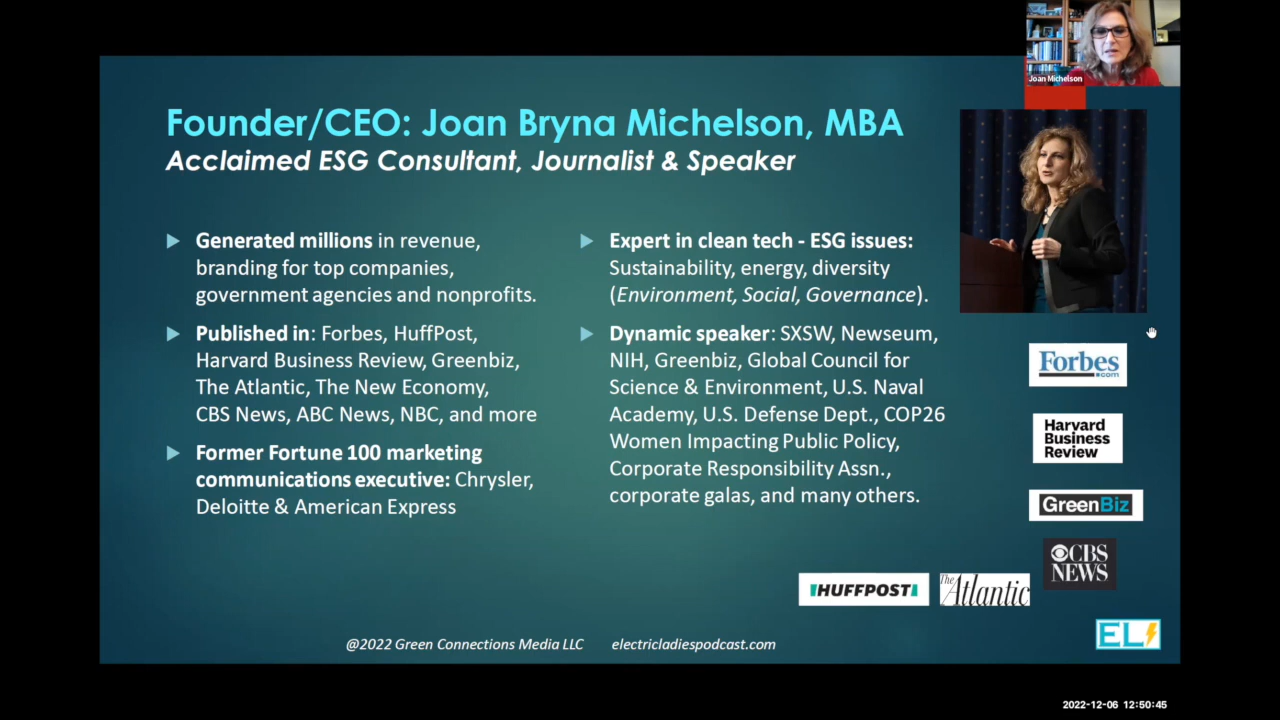 Joan Michelson
Founder/CEO: Joan Bryna Michelson, MBA
Acclaimed ESG Consultant, Journalist & Speaker
Generated millions in revenue,
branding for top companies,
government agencies and nonprofits.
Published in: Forbes, HuffPost,
Harvard Business Review, Greenbiz,
The Atlantic, The New Economy,
CBS News, ABC News, NBC, and more
Former Fortune 100 marketing
communications executive: Chrysler,
Deloitte & American Express
Expert in clean tech - ESG issues:
Sustainability, energy, diversity
(Environment, Social, Governance).
Dynamic speaker: SXSW, Newseum,
NIH, Greenbiz, Global Council for
Science & Environment, U.S. Naval
Academy, U.S. Defense Dept., COP26
Women Impacting Public Policy,
Corporate Responsibility Assn.,
corporate galas, and many others.
Forbes
.com
Harvard
Business
Review
GreenBiz
CBS
NEWS
HUFFPOST
The Atlantic
EL
@2022 Green Connections Media LLC electricladiespodcast.com
2022-12-06 12:50:45